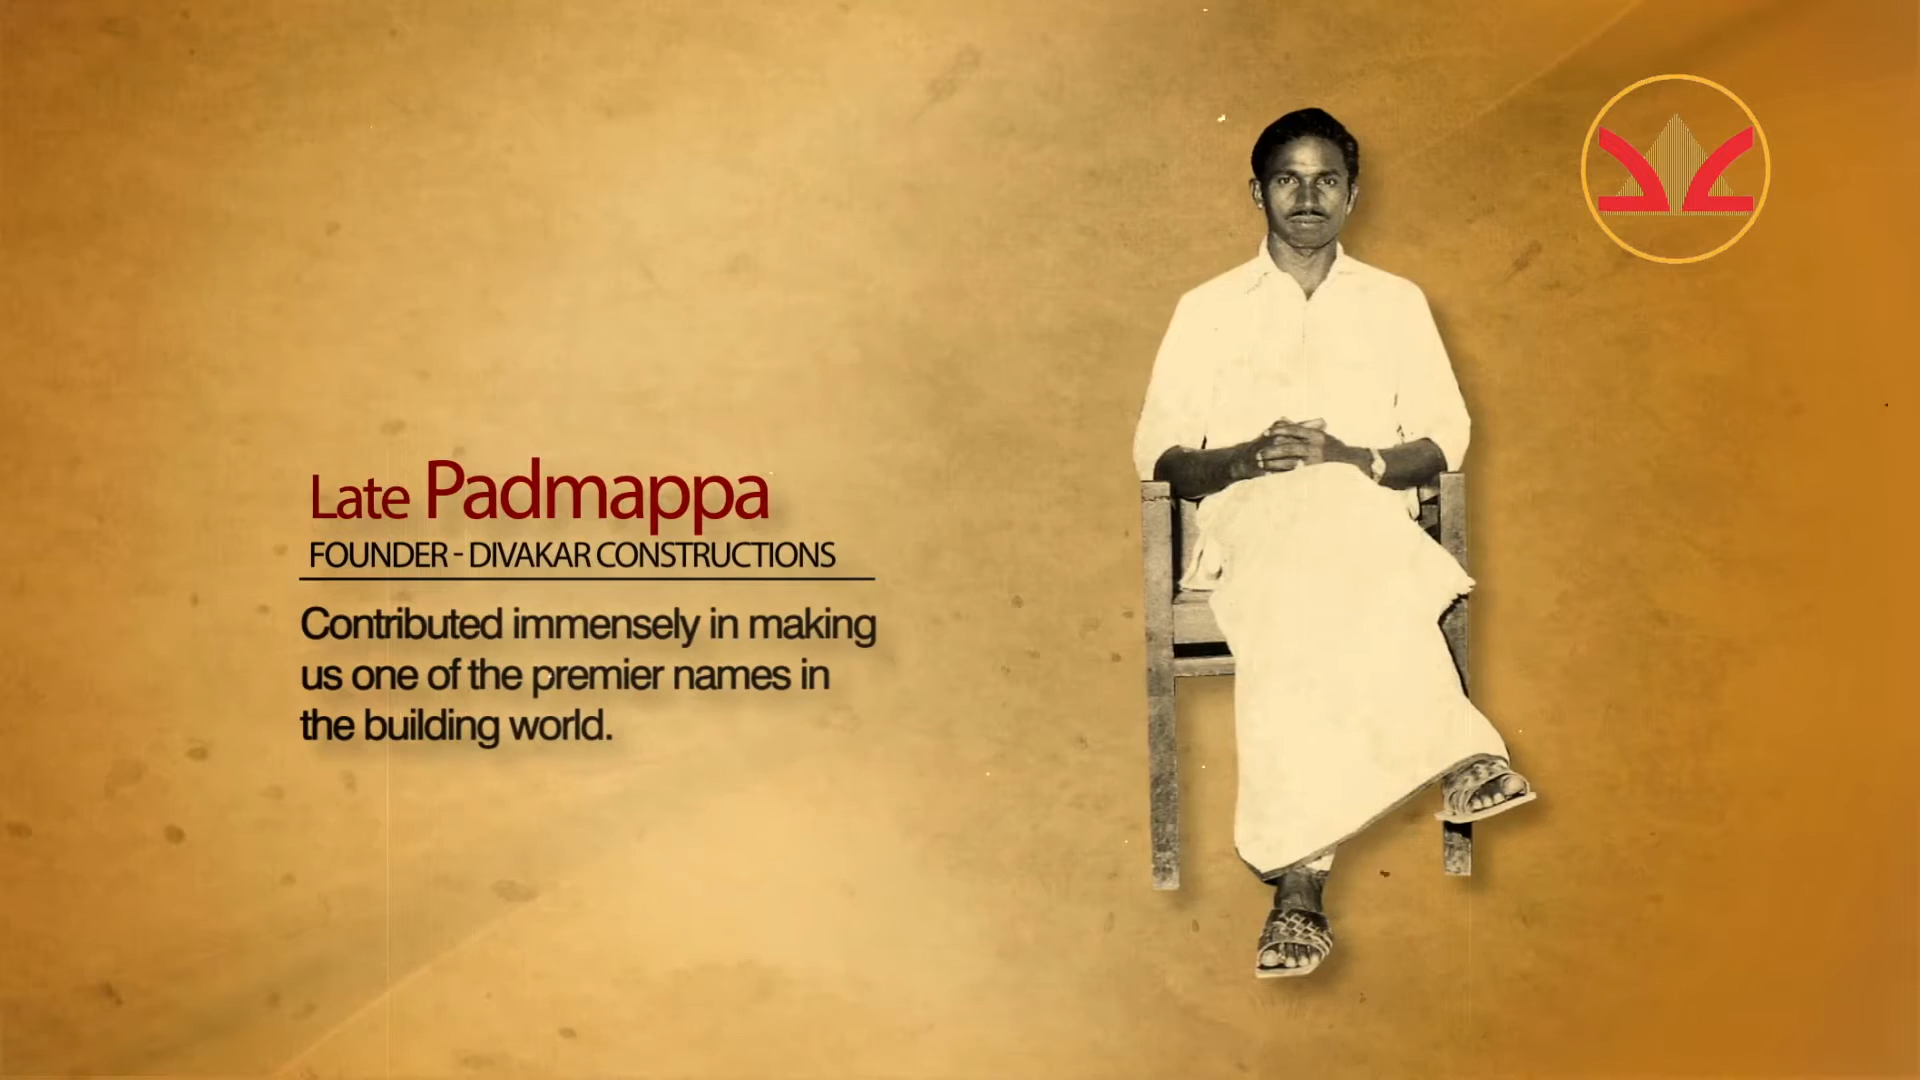 Late Padmappa
FOUNDER - DIVAKAR CONSTRUCTIONS
Contributed immensely in making
us one of the premier names in
the building world.